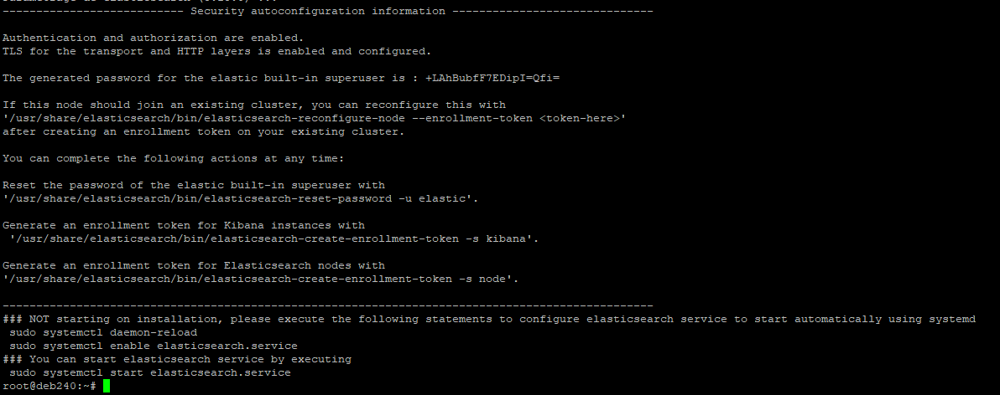 --------------------------- Security autoconfiguration information ------------------------------
Authentication and authorization are enabled.
TLS for the transport and HTTP layers is enabled and configured.
The generated password for the elastic built-in superuser is : +LAhBubfF7EDipI=Qfi=
If this node should join an existing cluster, you can reconfigure this with
'/usr/share/elasticsearch/bin/elasticsearch-reconfigure-node --enrollment-token <token-here>'
after creating an enrollment token on your existing cluster.
You can complete the following actions at any time:
Reset the password of the elastic built-in superuser with
'/usr/share/elasticsearch/bin/elasticsearch-reset-password -u elastic'.
Generate an enrollment token for Kibana instances with
 '/usr/share/elasticsearch/bin/elasticsearch-create-enrollment-token -s kibana'.
Generate an enrollment token for Elasticsearch nodes with
'/usr/share/elasticsearch/bin/elasticsearch-create-enrollment-token -s node'.
-------------------------------------------------------------------------------------------------
### NOT starting on installation, please execute the following statements to configure elasticsearch service to start automatically using systemd
 sudo systemctl daemon-reload
 sudo systemctl enable elasticsearch.service
### You can start elasticsearch service by executing
 sudo systemctl start elasticsearch.service
root@deb240:~#